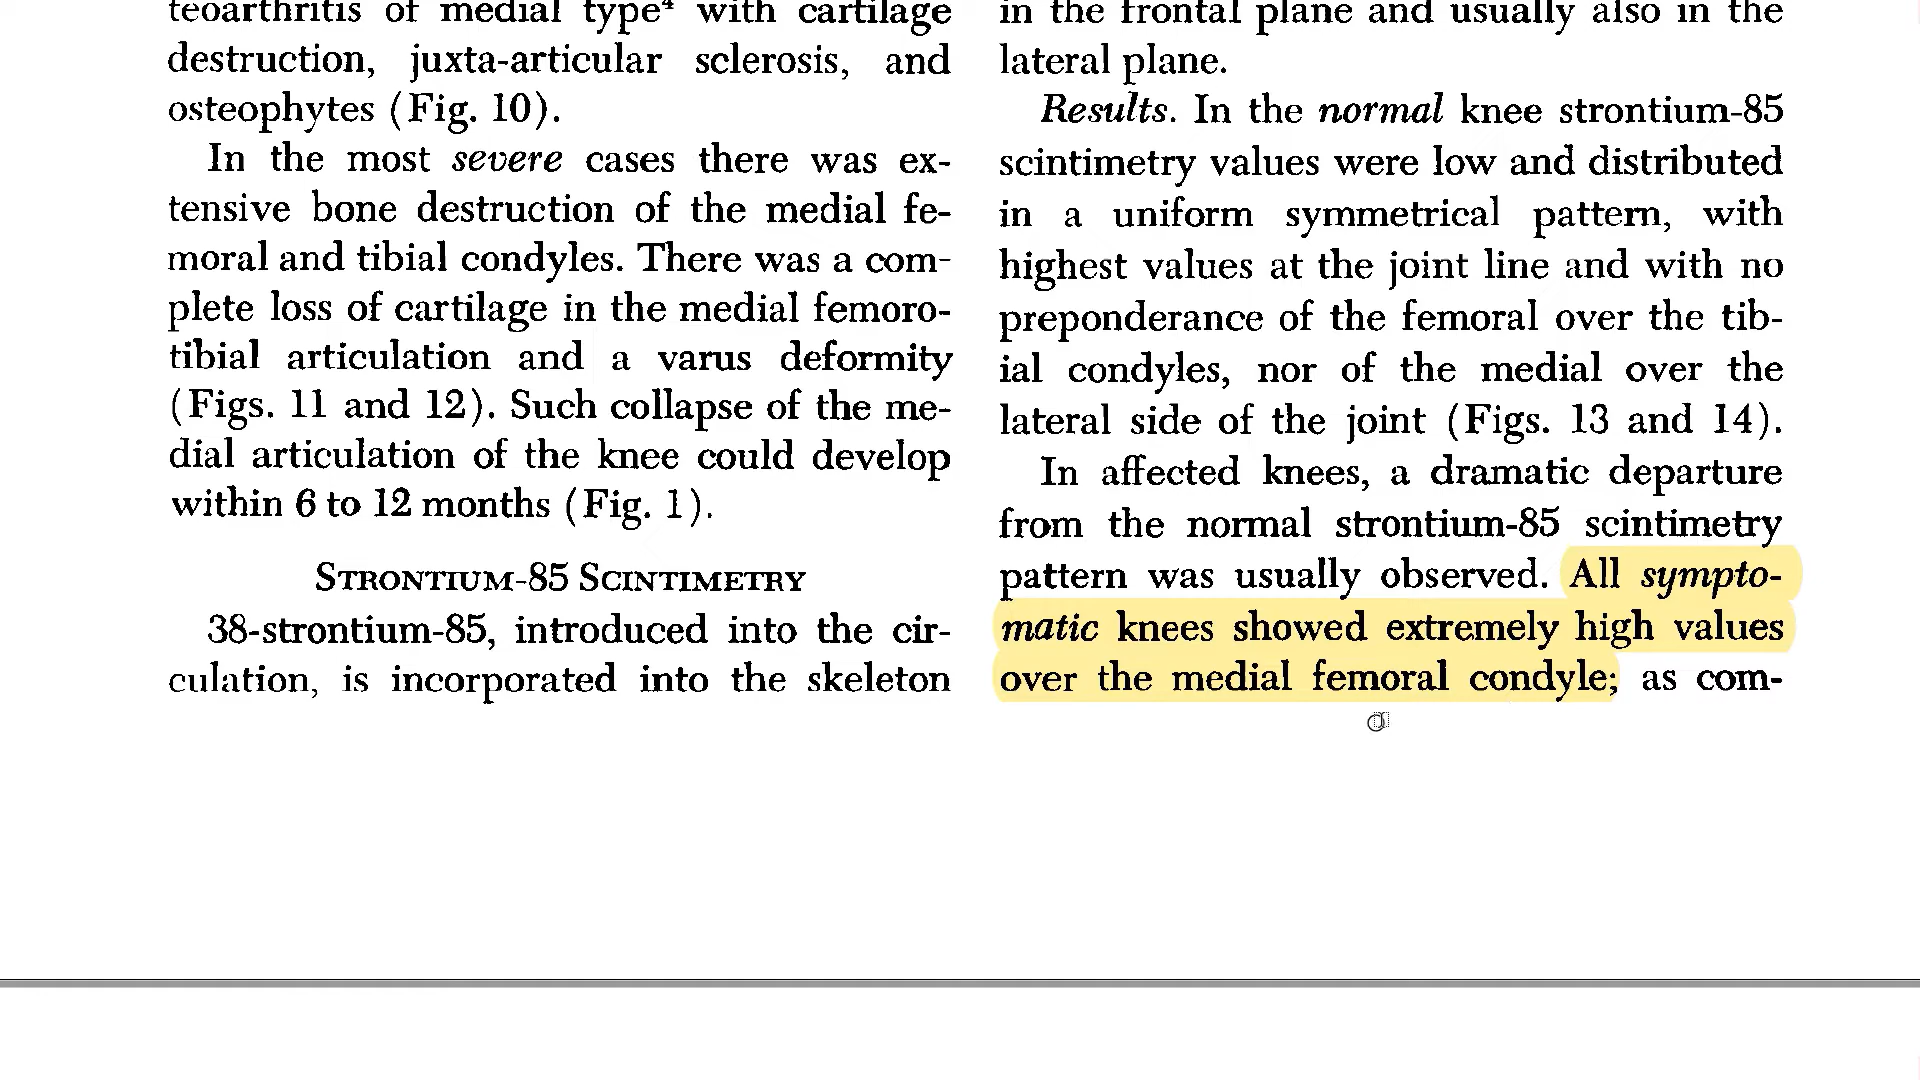 teoarthritis of medial type⁴ with cartilage
destruction, juxta-articular sclerosis, and
osteophytes (Fig. 10).
In the most severe cases there was ex-
tensive bone destruction of the medial fe-
moral and tibial condyles. There was a com-
plete loss of cartilage in the medial femoro-
tibial articulation and a varus deformity
(Figs. 11 and 12). Such collapse of the me-
dial articulation of the knee could develop
within 6 to 12 months (Fig. 1).
STRONTIUM-85 SCINTIMETRY
38-strontium-85, introduced into the cir-
culation, is incorporated into the skeleton
in the frontal plane and usually also in the
lateral plane.
Results. In the normal knee strontium-85
scintimetry values were low and distributed
in a uniform symmetrical pattern, with
highest values at the joint line and with no
preponderance of the femoral over the tib-
ial condyles, nor of the medial over the
lateral side of the joint (Figs. 13 and 14).
In affected knees, a dramatic departure
from the normal strontium-85 scintimetry
pattern was usually observed. All sympto-
matic knees showed extremely high values
over the medial femoral condyle; as com-